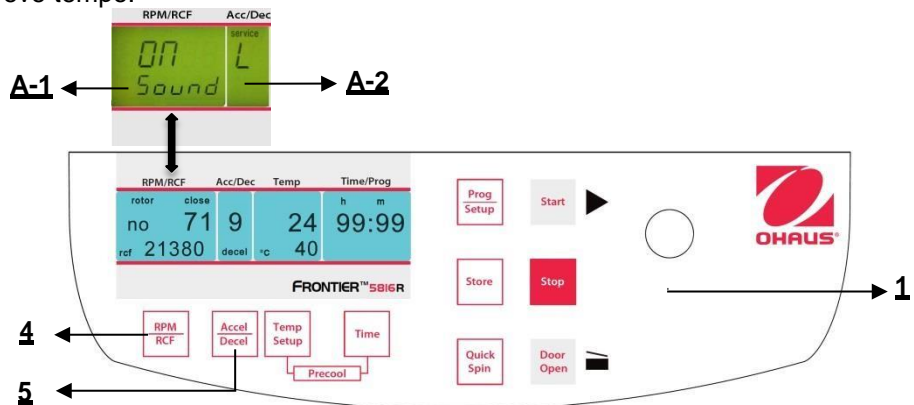 RPM/RCF Acc/Dec
service
ON L
Sound
A-1 A-2
RPM/RCF Acc/Dec Temp Time/Prog
rotor close h m
no 71 9 24 99:99
rcf 21380 decel °C 40
FRONTIER™5816R
Prog Setup
Start
Store
Stop
Quick Spin
Door Open
OHAUS®
1
4
RPM RCF
Accel Decel
Temp Setup
Time
Precool
5